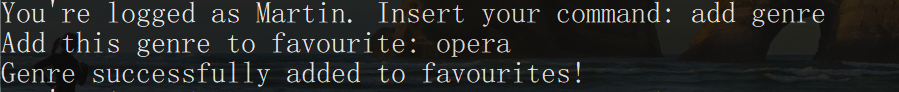 You're logged as Martin. Insert your command: add genre
Add this genre to favourite: opera
Genre successfully added to favourites!